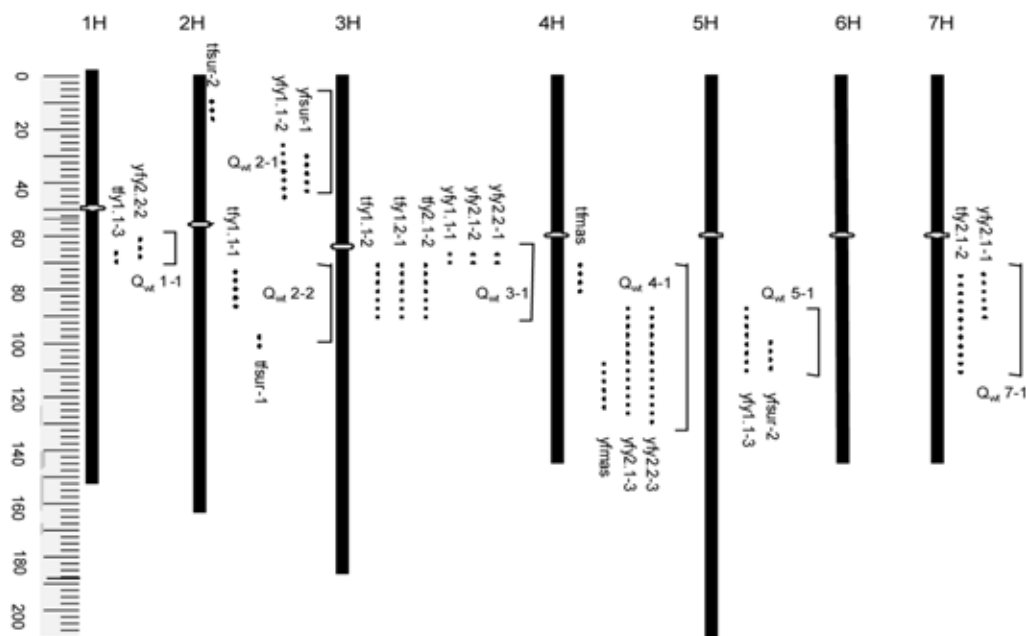 1H 2H 3H 4H 5H 6H 7H
0
20
40
60
80
100
120
140
160
180
200
tfy1.1-3
yfy2.2-2
Qwt 1-1
tfsur-2
tfy1.1-1
tfsur-1
yfy1.1-2
yfsur-1
Qwt 2-1
Qwt 2-2
tfy1.1-2
tfy1.2-1
tfy2.1-2
yfy1.1-1
yfy2.1-2
yfy2.2-1
Qwt 3-1
tfmas
yfmas
yfy2.1-3
yfy2.2-3
Qwt 4-1
yfy1.1-3
yfsur-2
Qwt 5-1
tfy2.1-2
yfy2.1-1
Qwt 7-1